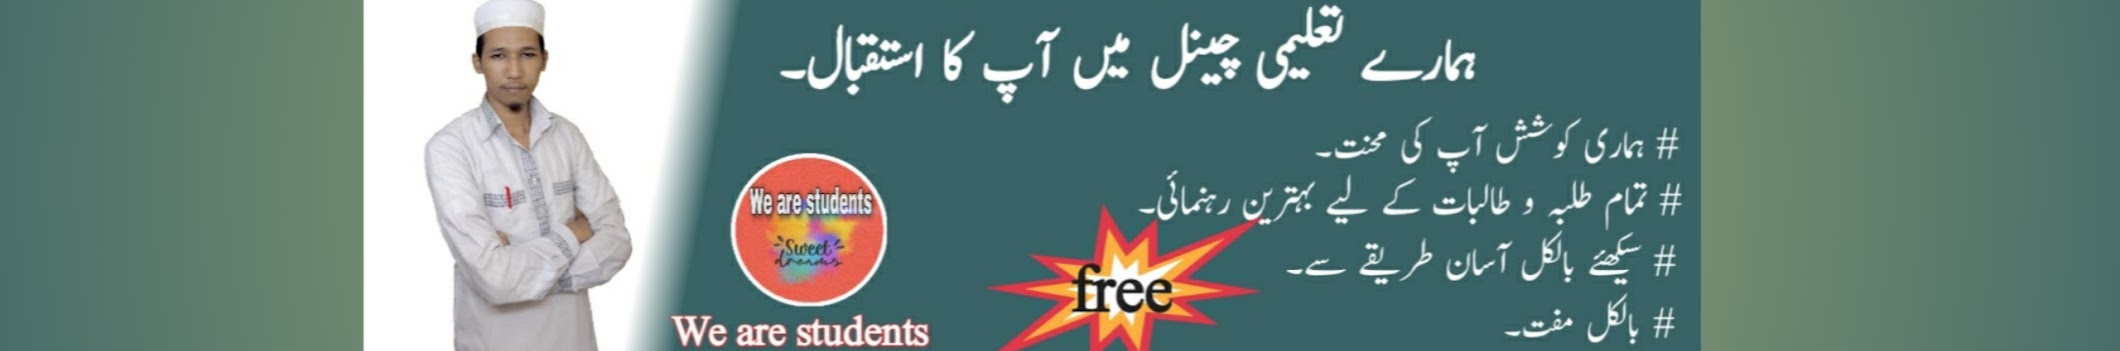 ہمارے تعلیمی چینل میں آپ کا استقبال۔
# ہماری کوشش آپ کی محنت۔
# تمام طلبہ و طالبات کے لیے بہترین رہنمائی۔
# سیکھئے بالکل آسان طریقے سے۔
# بالکل مفت۔
We are students
Sweet
dreams
free
We are students